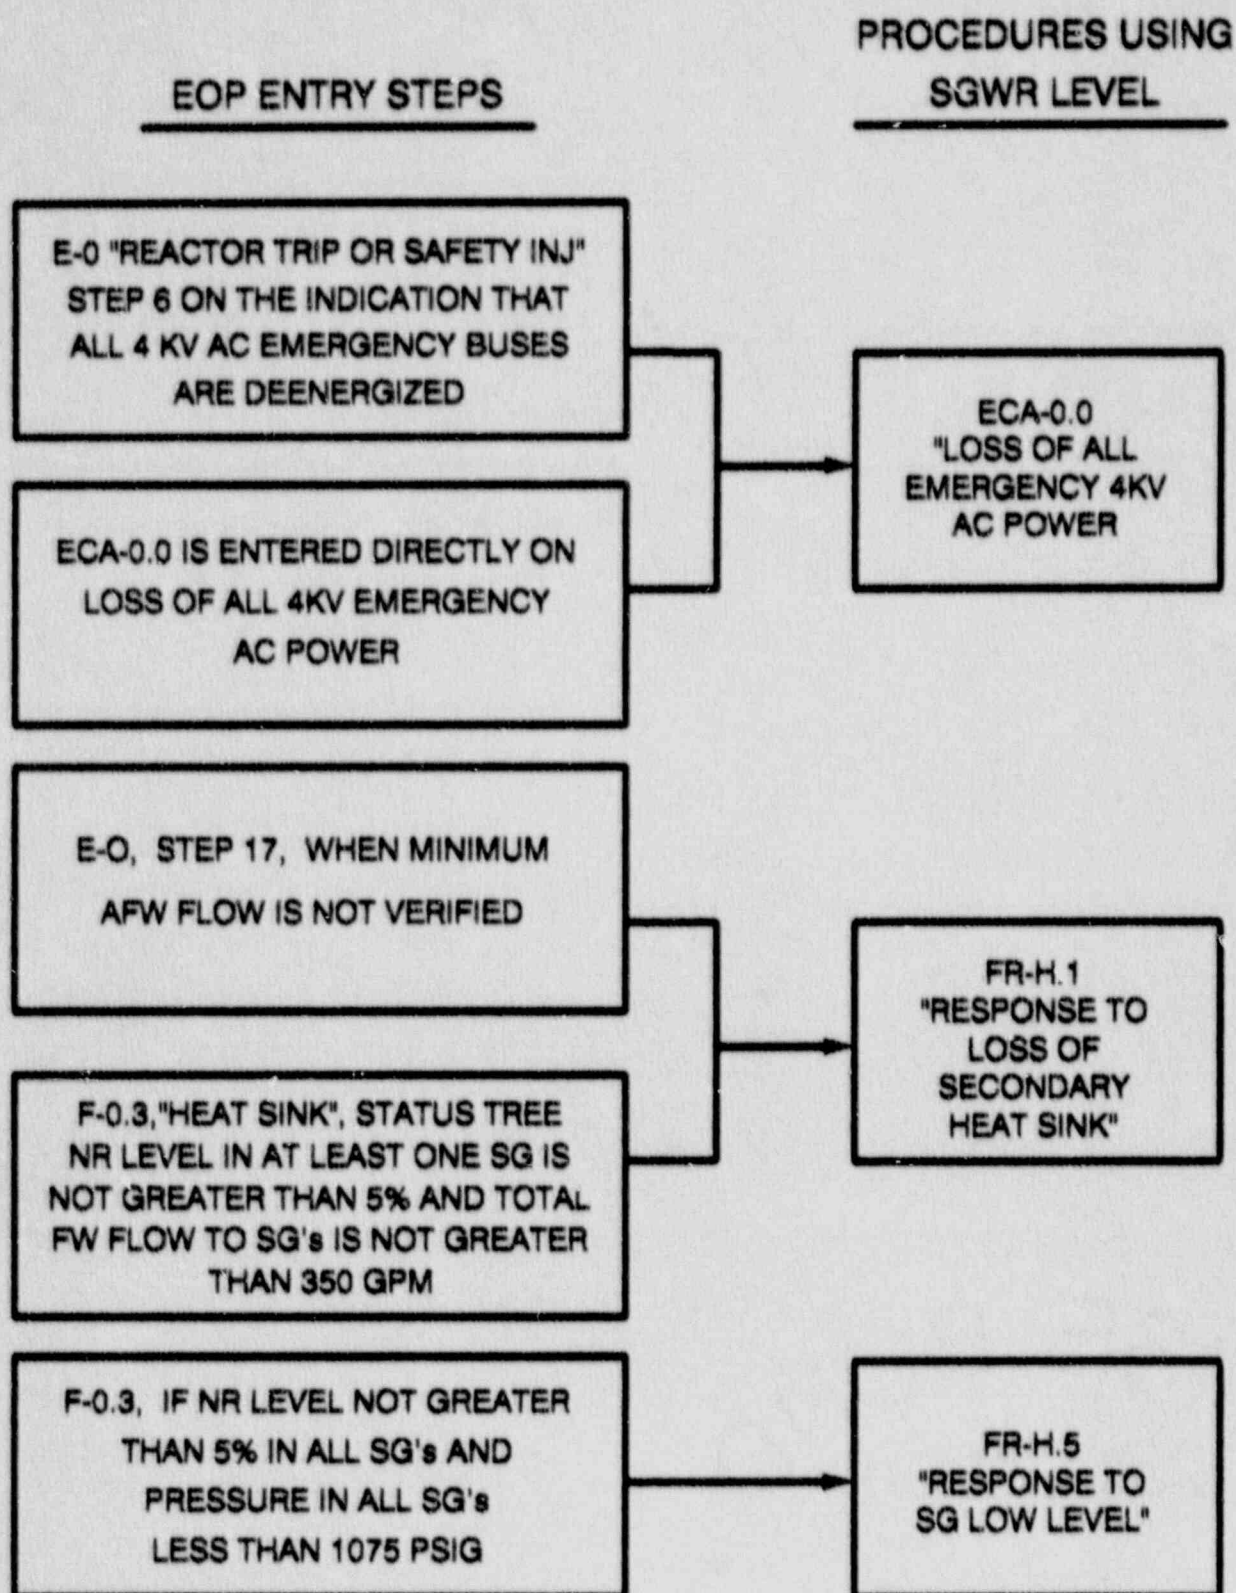 EOP ENTRY STEPS
PROCEDURES USING
SGWR LEVEL
E-0 "REACTOR TRIP OR SAFETY INJ"
STEP 6 ON THE INDICATION THAT
ALL 4 KV AC EMERGENCY BUSES
ARE DEENERGIZED
ECA-0.0 IS ENTERED DIRECTLY ON
LOSS OF ALL 4KV EMERGENCY
AC POWER
ECA-0.0
"LOSS OF ALL
EMERGENCY 4KV
AC POWER
E-O, STEP 17, WHEN MINIMUM
AFW FLOW IS NOT VERIFIED
F-0.3,"HEAT SINK", STATUS TREE
NR LEVEL IN AT LEAST ONE SG IS
NOT GREATER THAN 5% AND TOTAL
FW FLOW TO SG's IS NOT GREATER
THAN 350 GPM
FR-H.1
"RESPONSE TO
LOSS OF
SECONDARY
HEAT SINK"
F-0.3, IF NR LEVEL NOT GREATER
THAN 5% IN ALL SG's AND
PRESSURE IN ALL SG's
LESS THAN 1075 PSIG
FR-H.5
"RESPONSE TO
SG LOW LEVEL"